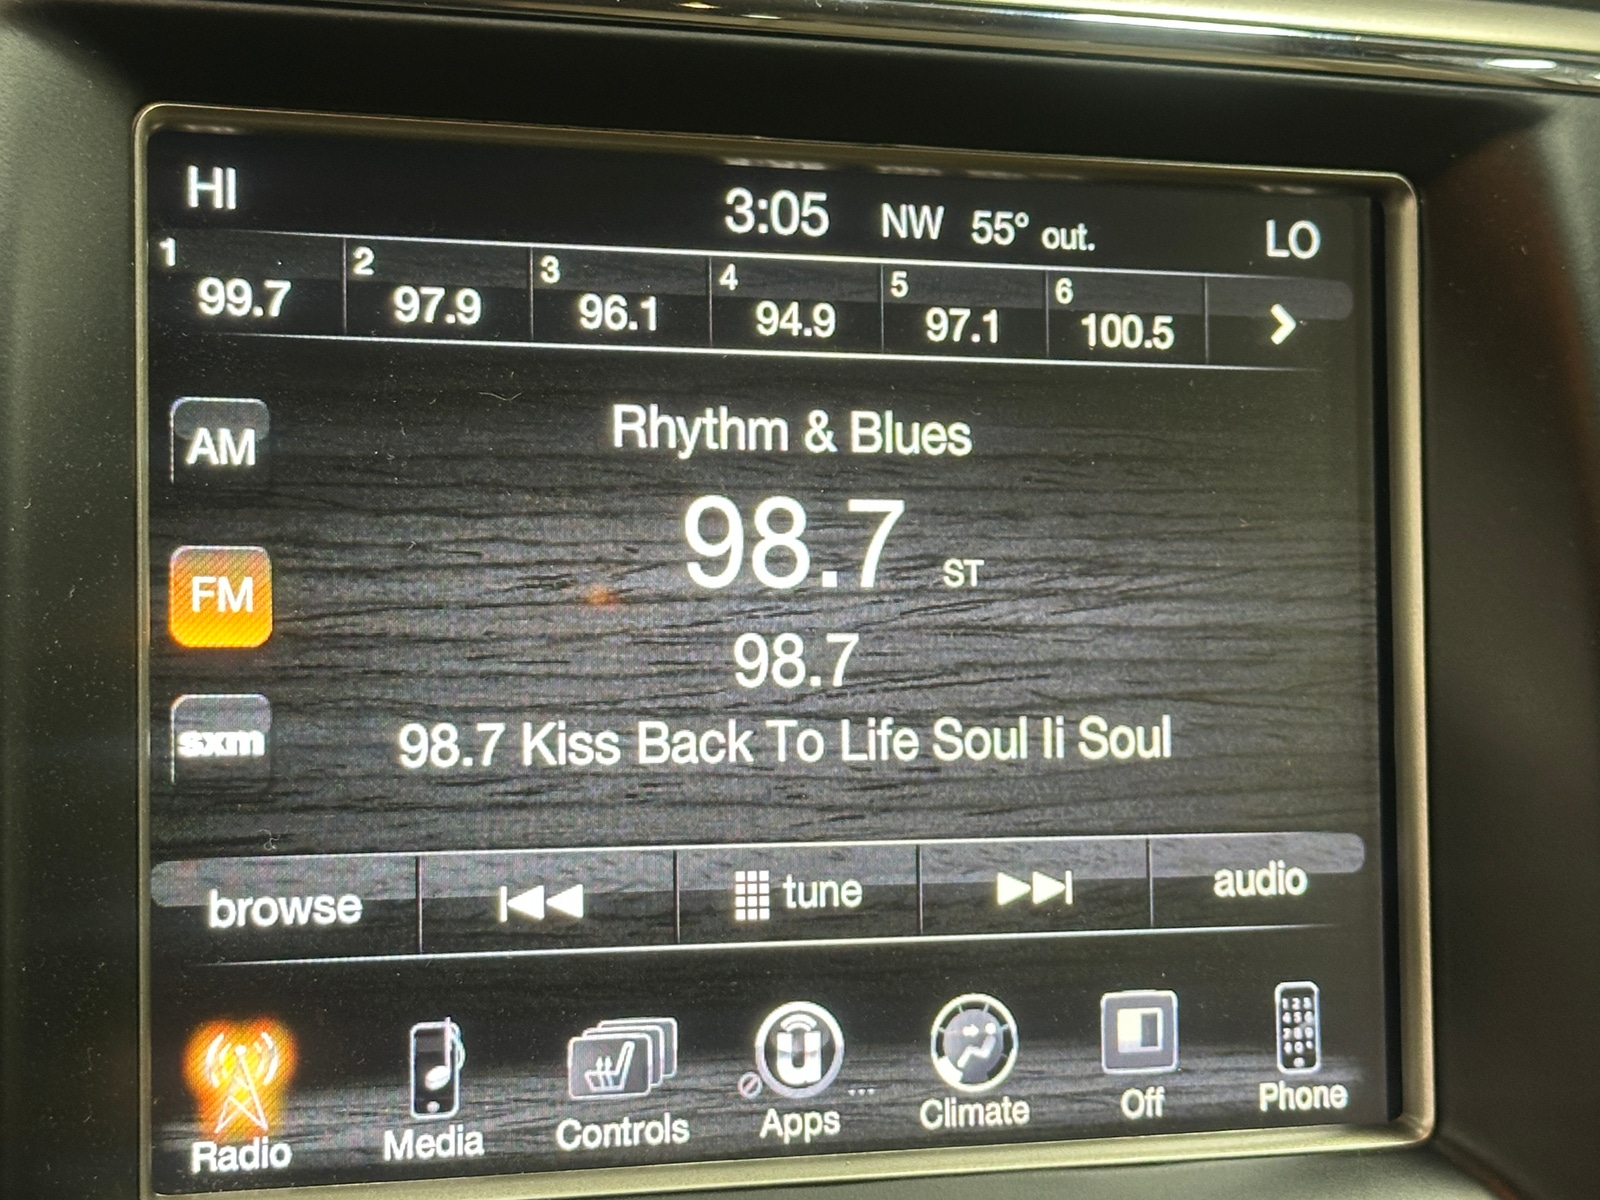 HI 3:05 NW 55° out. LO
1 99.7 2 97.9 3 96.1 4 94.9 5 97.1 6 100.5
AM
Rhythm & Blues
98.7 ST
FM
98.7
sxm
98.7 Kiss Back To Life Soul Ii Soul
browse tune audio
Radio Media Controls Apps Climate Off Phone